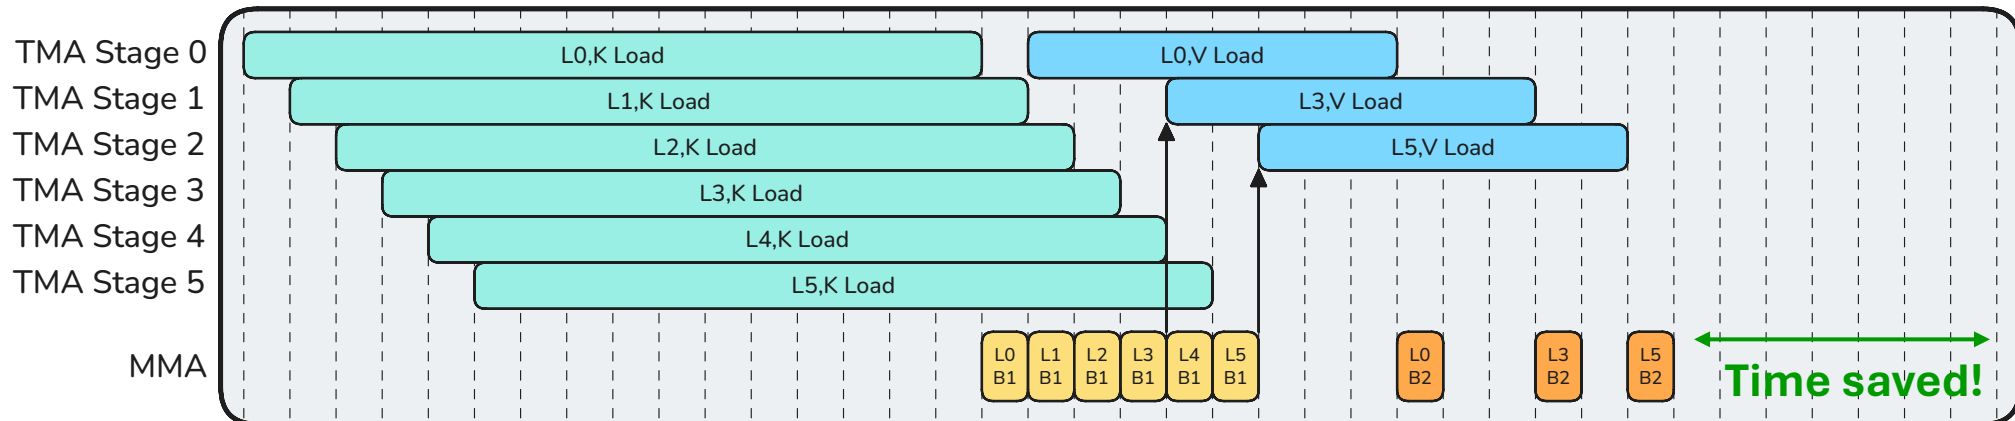 TMA Stage 0
L0,K Load
L0,V Load
TMA Stage 1
L1,K Load
L3,V Load
TMA Stage 2
L2,K Load
L5,V Load
TMA Stage 3
L3,K Load
TMA Stage 4
L4,K Load
TMA Stage 5
L5,K Load
MMA
L0
B1
L1
B1
L2
B1
L3
B1
L4
B1
L5
B1
L0
B2
L3
B2
L5
B2
Time saved!